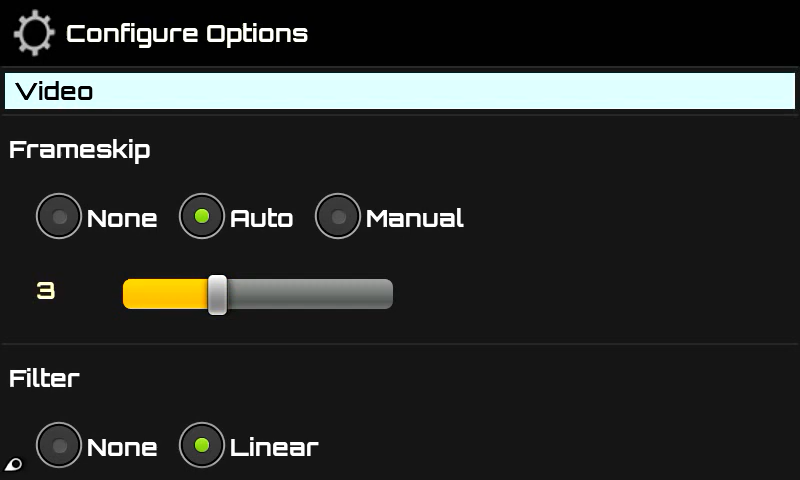 Configure Options
Video
Frameskip
None Auto Manual
3
Filter
None Linear